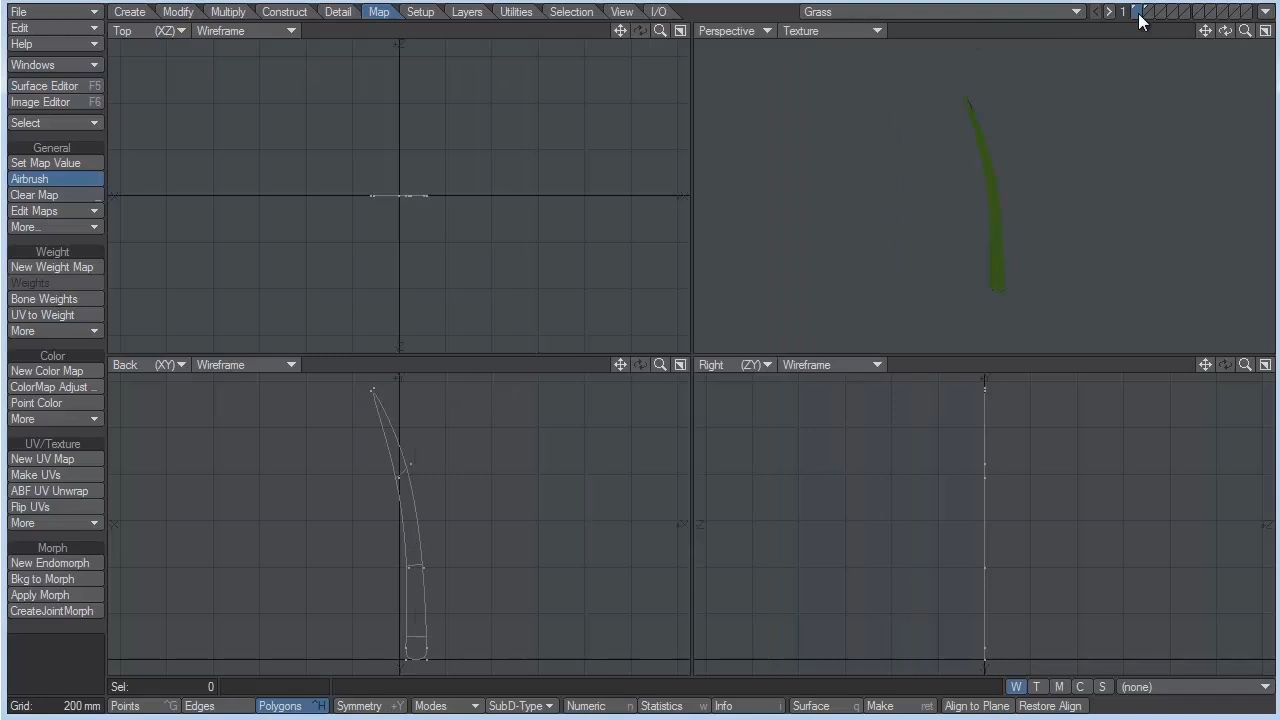 File
Create
Modify
Multiply
Construct
Detail
Map
Setup
Layers
Utilities
Selection
View
I/O
Grass
1
Edit
Help
Windows
Surface Editor F5
Image Editor F6
Select
General
Set Map Value
Airbrush
Clear Map _
Edit Maps
More...
Weight
New Weight Map
Weights
Bone Weights
UV to Weight
More
Color
New Color Map
ColorMap Adjust ...
Point Color
More
UV/Texture
New UV Map
Make UVs
ABF UV Unwrap
Flip UVs
More
Morph
New Endomorph
Bkg to Morph
Apply Morph
CreateJointMorph
Top (XZ) Wireframe
Perspective Texture
Back (XY) Wireframe
Right (ZY) Wireframe
Sel: 0
W T M C S (none)
Grid: 200 mm
Points ^G
Edges
Polygons ^H
Symmetry +Y
Modes
SubD-Type
Numeric n
Statistics w
Info i
Surface q
Make ret
Align to Plane
Restore Align